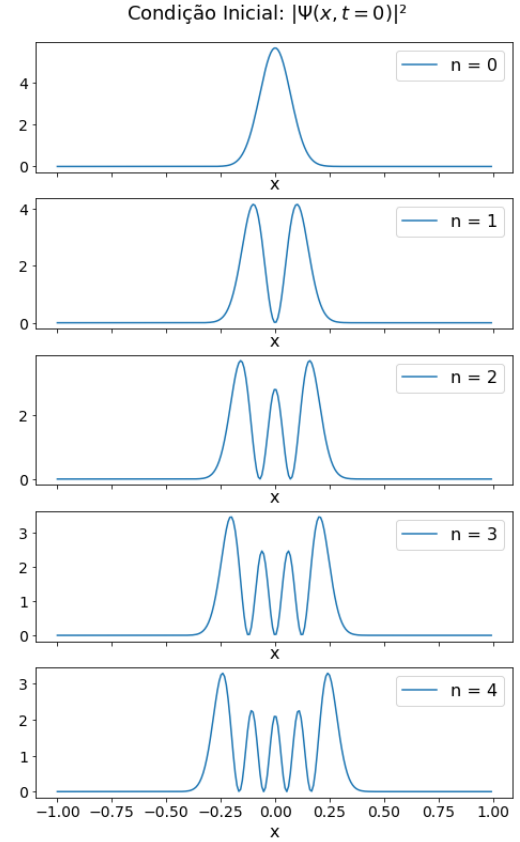 Condição Inicial: |Ψ(x, t = 0)|²
n = 0
4
2
0
x
n = 1
4
2
0
x
n = 2
2
0
x
n = 3
3
2
1
0
x
n = 4
3
2
1
0
−1.00 −0.75 −0.50 −0.25 0.00 0.25 0.50 0.75 1.00
x